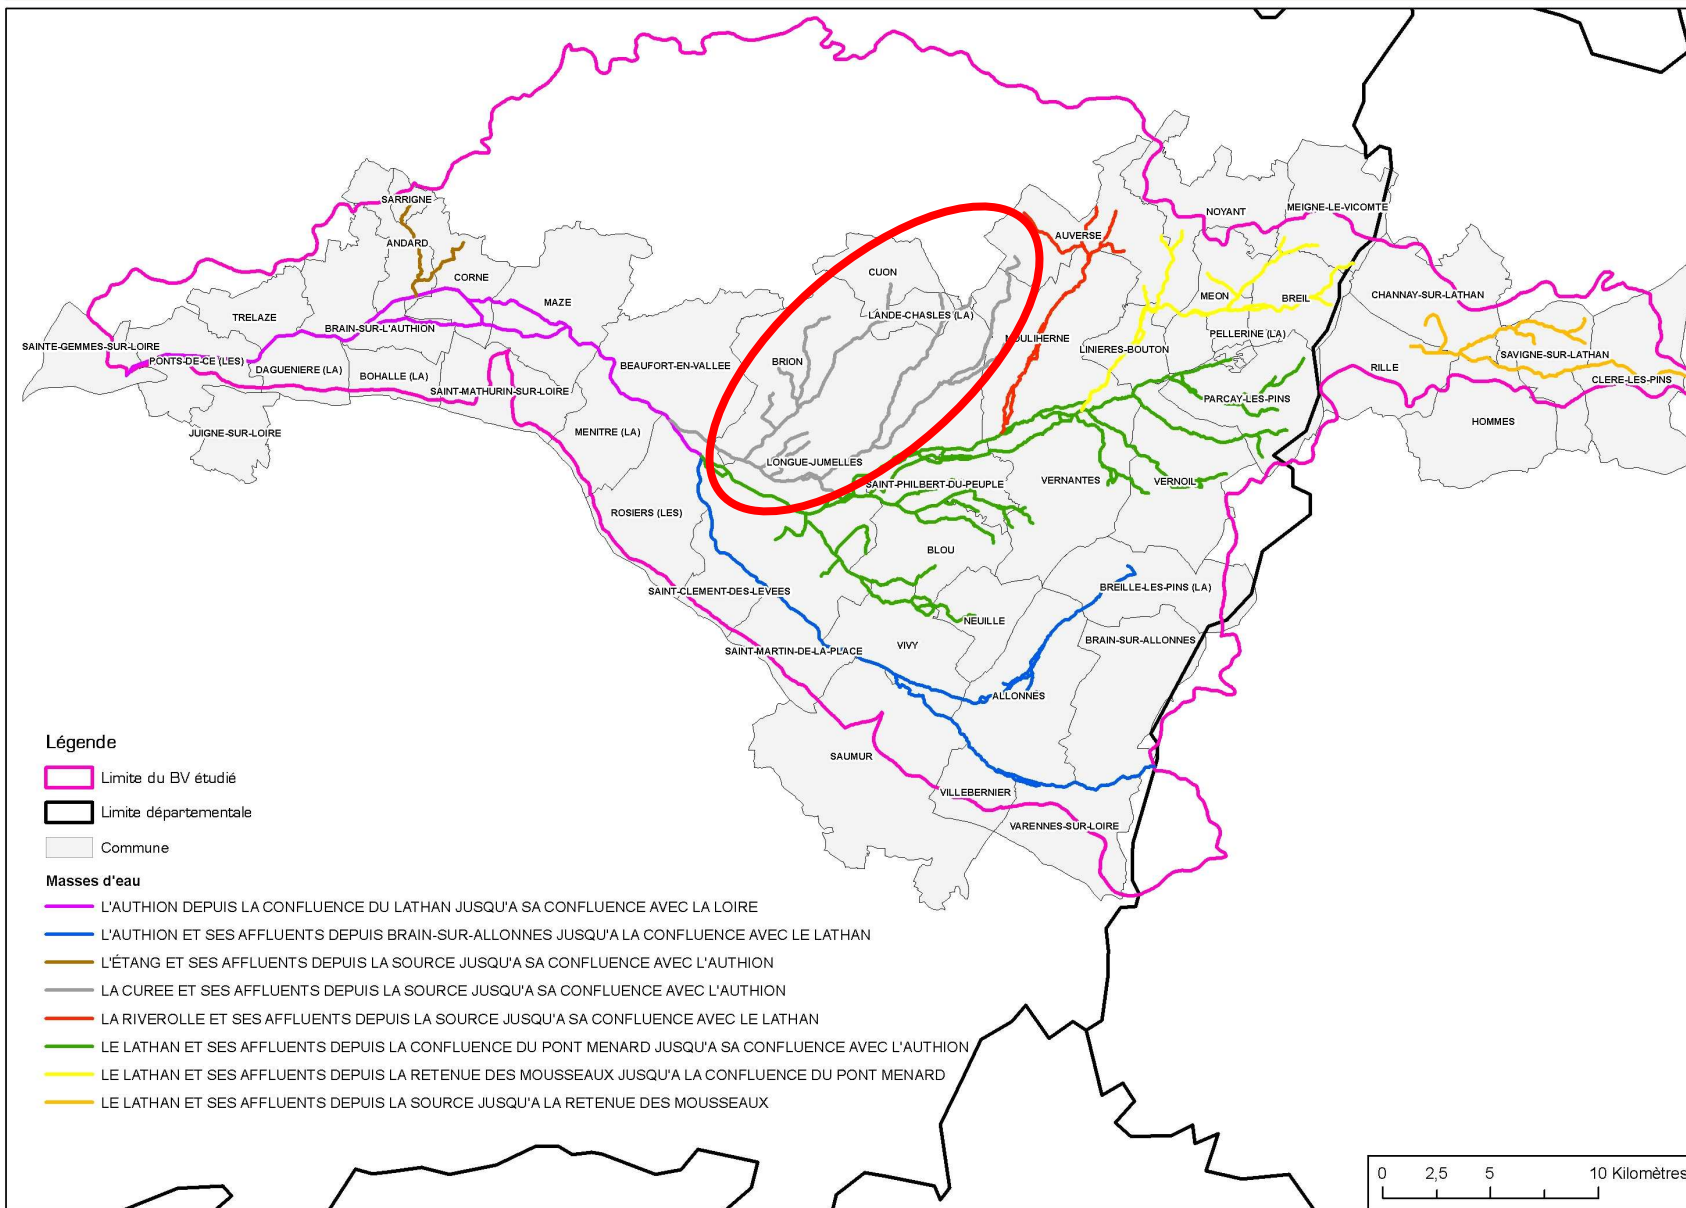 SARRIGNE
ANDARD
CORNE
MAZE
TRELAZE
BRAIN-SUR-L'AUTHION
SAINTE-GEMMES-SUR-LOIRE
PONTS-DE-CE (LES)
DAGUENIERE (LA)
BOHALLE (LA)
SAINT-MATHURIN-SUR-LOIRE
JUIGNE-SUR-LOIRE
BEAUFORT-EN-VALLEE
MENITRE (LA)
CUON
LANDE-CHASLES (LA)
BRION
LONGUE-JUMELLES
AUVERSE
MOULIHERNE
NOYANT
MEIGNE-LE-VICOMTE
MEON
BREIL
PELLERINE (LA)
LINIERES-BOUTON
PARCAY-LES-PINS
CHANNAY-SUR-LATHAN
SAVIGNE-SUR-LATHAN
RILLE
CLERE-LES-PINS
HOMMES
SAINT-PHILBERT-DU-PEUPLE
VERNANTES
VERNOIL
ROSIERS (LES)
BLOU
SAINT-CLEMENT-DES-LEVEES
BREILLE-LES-PINS (LA)
NEUILLE
VIVY
BRAIN-SUR-ALLONNES
SAINT-MARTIN-DE-LA-PLACE
ALLONNES
SAUMUR
VILLEBERNIER
VARENNES-SUR-LOIRE
Légende
Limite du BV étudié
Limite départementale
Commune
Masses d'eau
L'AUTHION DEPUIS LA CONFLUENCE DU LATHAN JUSQU'A SA CONFLUENCE AVEC LA LOIRE
L'AUTHION ET SES AFFLUENTS DEPUIS BRAIN-SUR-ALLONNES JUSQU'A LA CONFLUENCE AVEC LE LATHAN
L'ÉTANG ET SES AFFLUENTS DEPUIS LA SOURCE JUSQU'A SA CONFLUENCE AVEC L'AUTHION
LA CUREE ET SES AFFLUENTS DEPUIS LA SOURCE JUSQU'A SA CONFLUENCE AVEC L'AUTHION
LA RIVEROLLE ET SES AFFLUENTS DEPUIS LA SOURCE JUSQU'A SA CONFLUENCE AVEC LE LATHAN
LE LATHAN ET SES AFFLUENTS DEPUIS LA CONFLUENCE DU PONT MENARD JUSQU'A SA CONFLUENCE AVEC L'AUTHION
LE LATHAN ET SES AFFLUENTS DEPUIS LA RETENUE DES MOUSSEAUX JUSQU'A LA CONFLUENCE DU PONT MENARD
LE LATHAN ET SES AFFLUENTS DEPUIS LA SOURCE JUSQU'A LA RETENUE DES MOUSSEAUX
0 2,5 5 10 Kilomètres